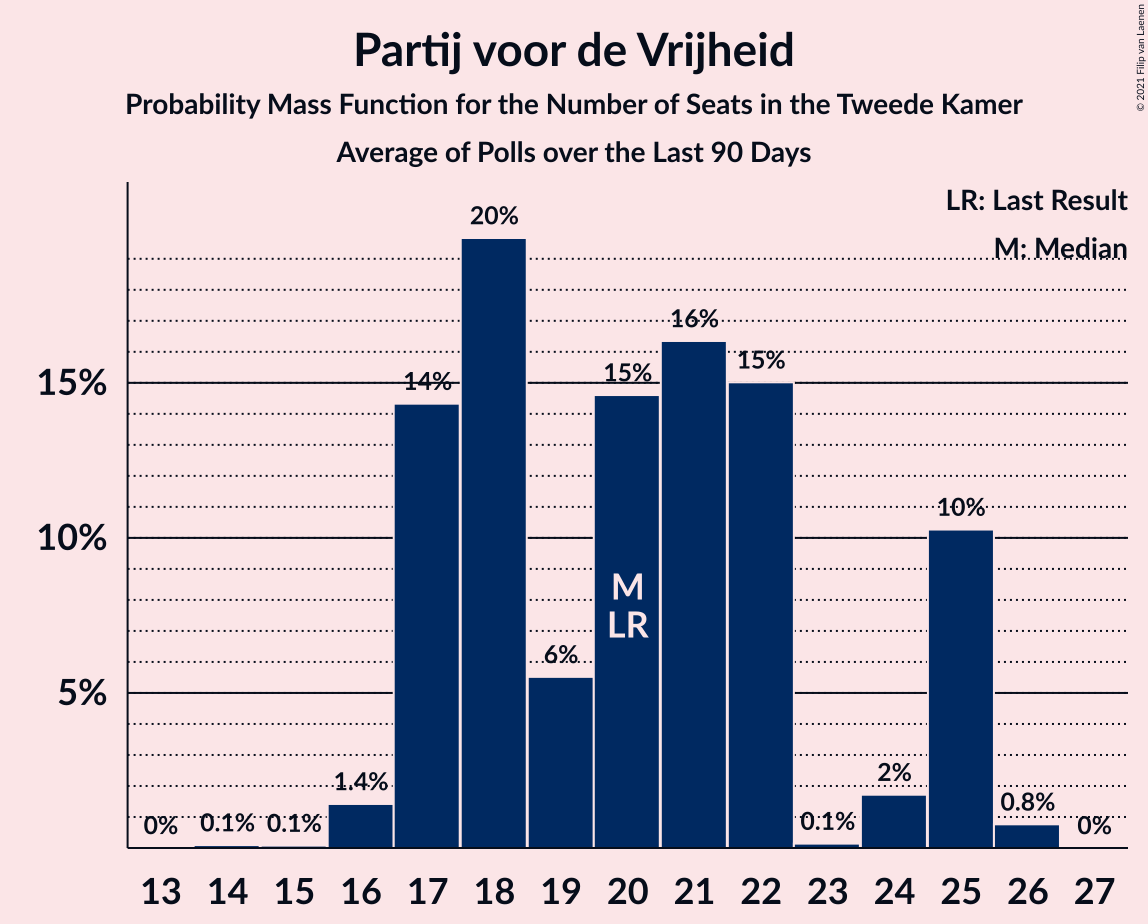 Partij voor de Vrijheid
Probability Mass Function for the Number of Seats in the Tweede Kamer
Average of Polls over the Last 90 Days
© 2021 Filip van Laenen
LR: Last Result
M: Median
15%
10%
5%
0%
0.1%
0.1%
1.4%
14%
20%
6%
15%
16%
15%
0.1%
2%
10%
0.8%
0%
M
LR
13 14 15 16 17 18 19 20 21 22 23 24 25 26 27